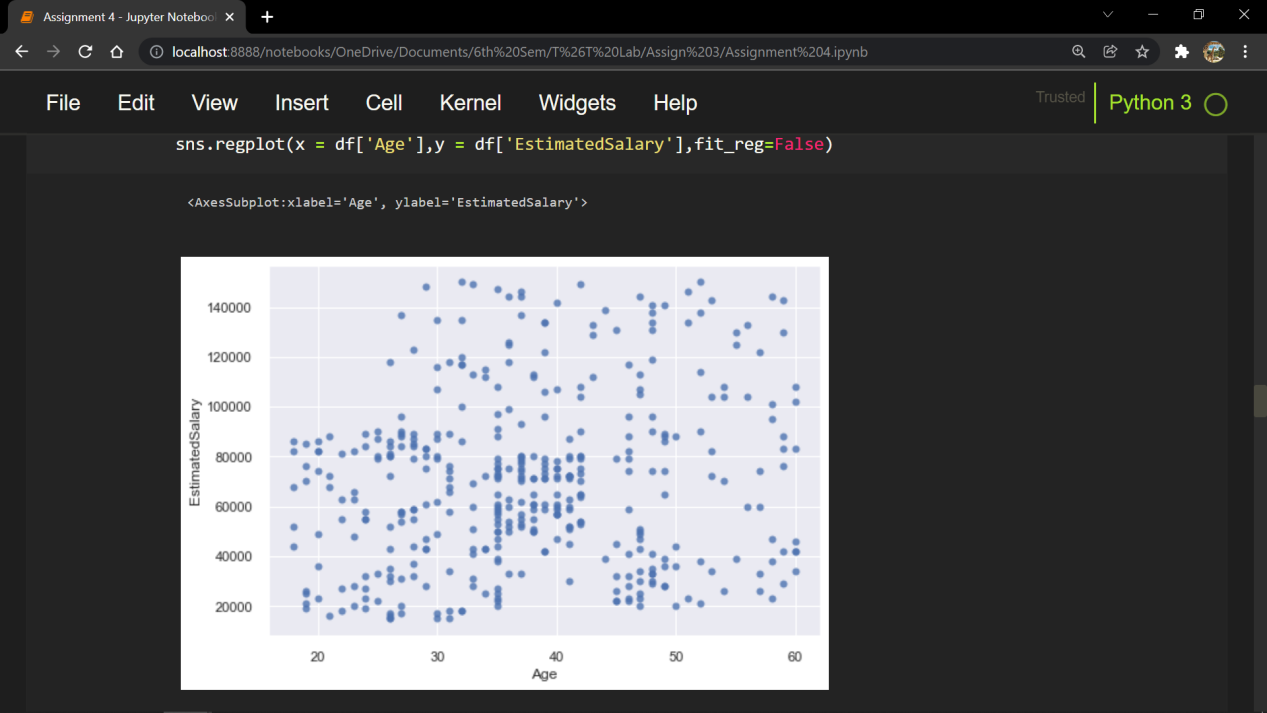 Assignment 4 - Jupyter Noteboo
localhost:8888/notebooks/OneDrive/Documents/6th%20Sem/T%26T%20Lab/Assign%203/Assignment%204.ipynb
File Edit View Insert Cell Kernel Widgets Help Trusted Python 3
sns.regplot(x = df['Age'],y = df['EstimatedSalary'],fit_reg=False)
<AxesSubplot:xlabel='Age', ylabel='EstimatedSalary'>
EstimatedSalary
140000
120000
100000
80000
60000
40000
20000
20 30 40 50 60
Age